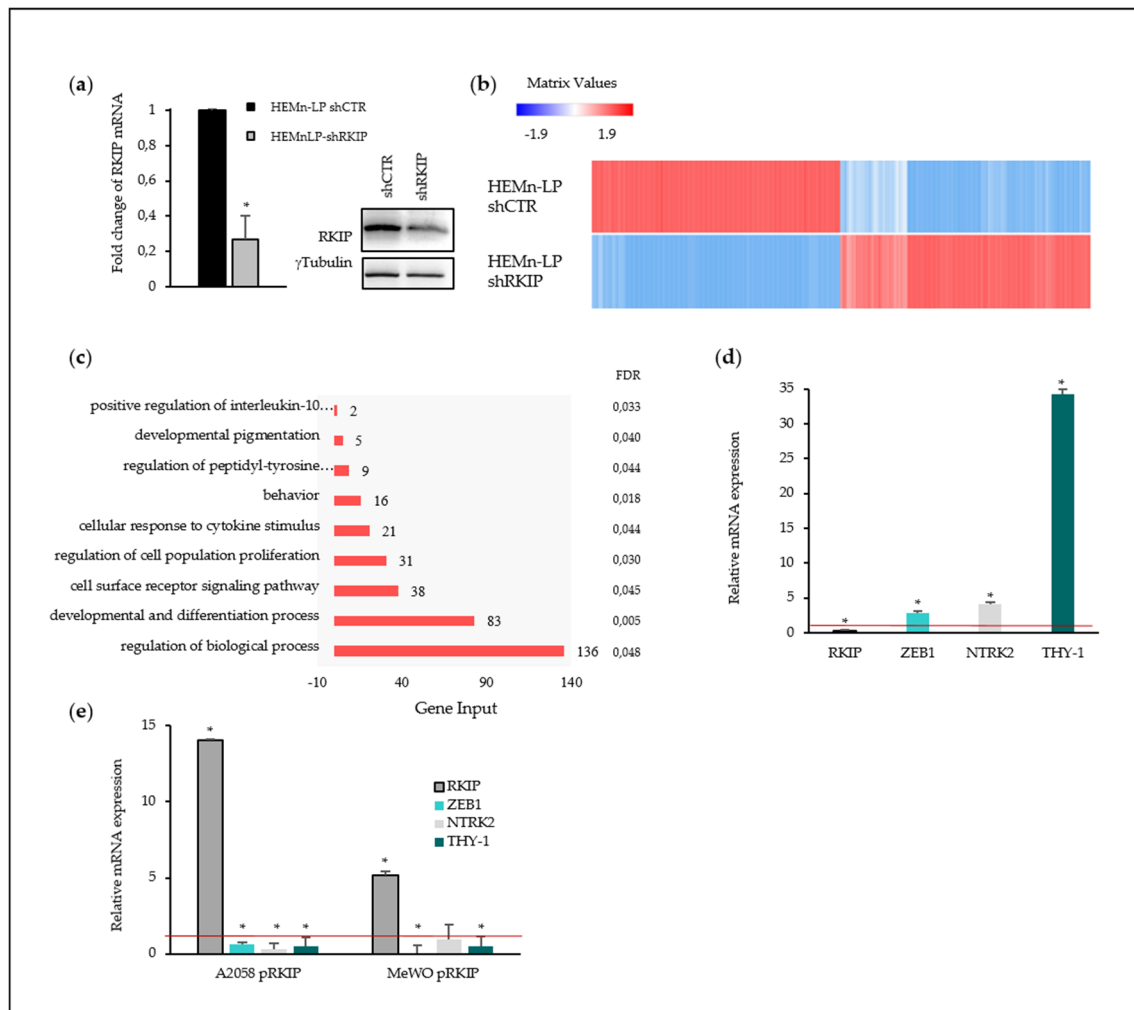 (a)
Fold change of RKIP mRNA
1
0,8
0,6
0,4
0,2
0
*
HEMn-LP shCTR
HEMnLP-shRKIP
shCTR
shRKIP
RKIP
γTubulin
(b)
Matrix Values
-1.9
1.9
HEMn-LP
shCTR
HEMn-LP
shRKIP
(c)
FDR
positive regulation of interleukin-10… 2 0,033
developmental pigmentation 5 0,040
regulation of peptidyl-tyrosine… 9 0,044
behavior 16 0,018
cellular response to cytokine stimulus 21 0,044
regulation of cell population proliferation 31 0,030
cell surface receptor signaling pathway 38 0,045
developmental and differentiation process 83 0,005
regulation of biological process 136 0,048
-10 40 90 140
Gene Input
(d)
Relative mRNA expression
35
30
25
20
15
10
5
0
* * * *
RKIP ZEB1 NTRK2 THY-1
(e)
Relative mRNA expression
15
10
5
0
* * * * * * *
RKIP
ZEB1
NTRK2
THY-1
A2058 pRKIP MeWO pRKIP